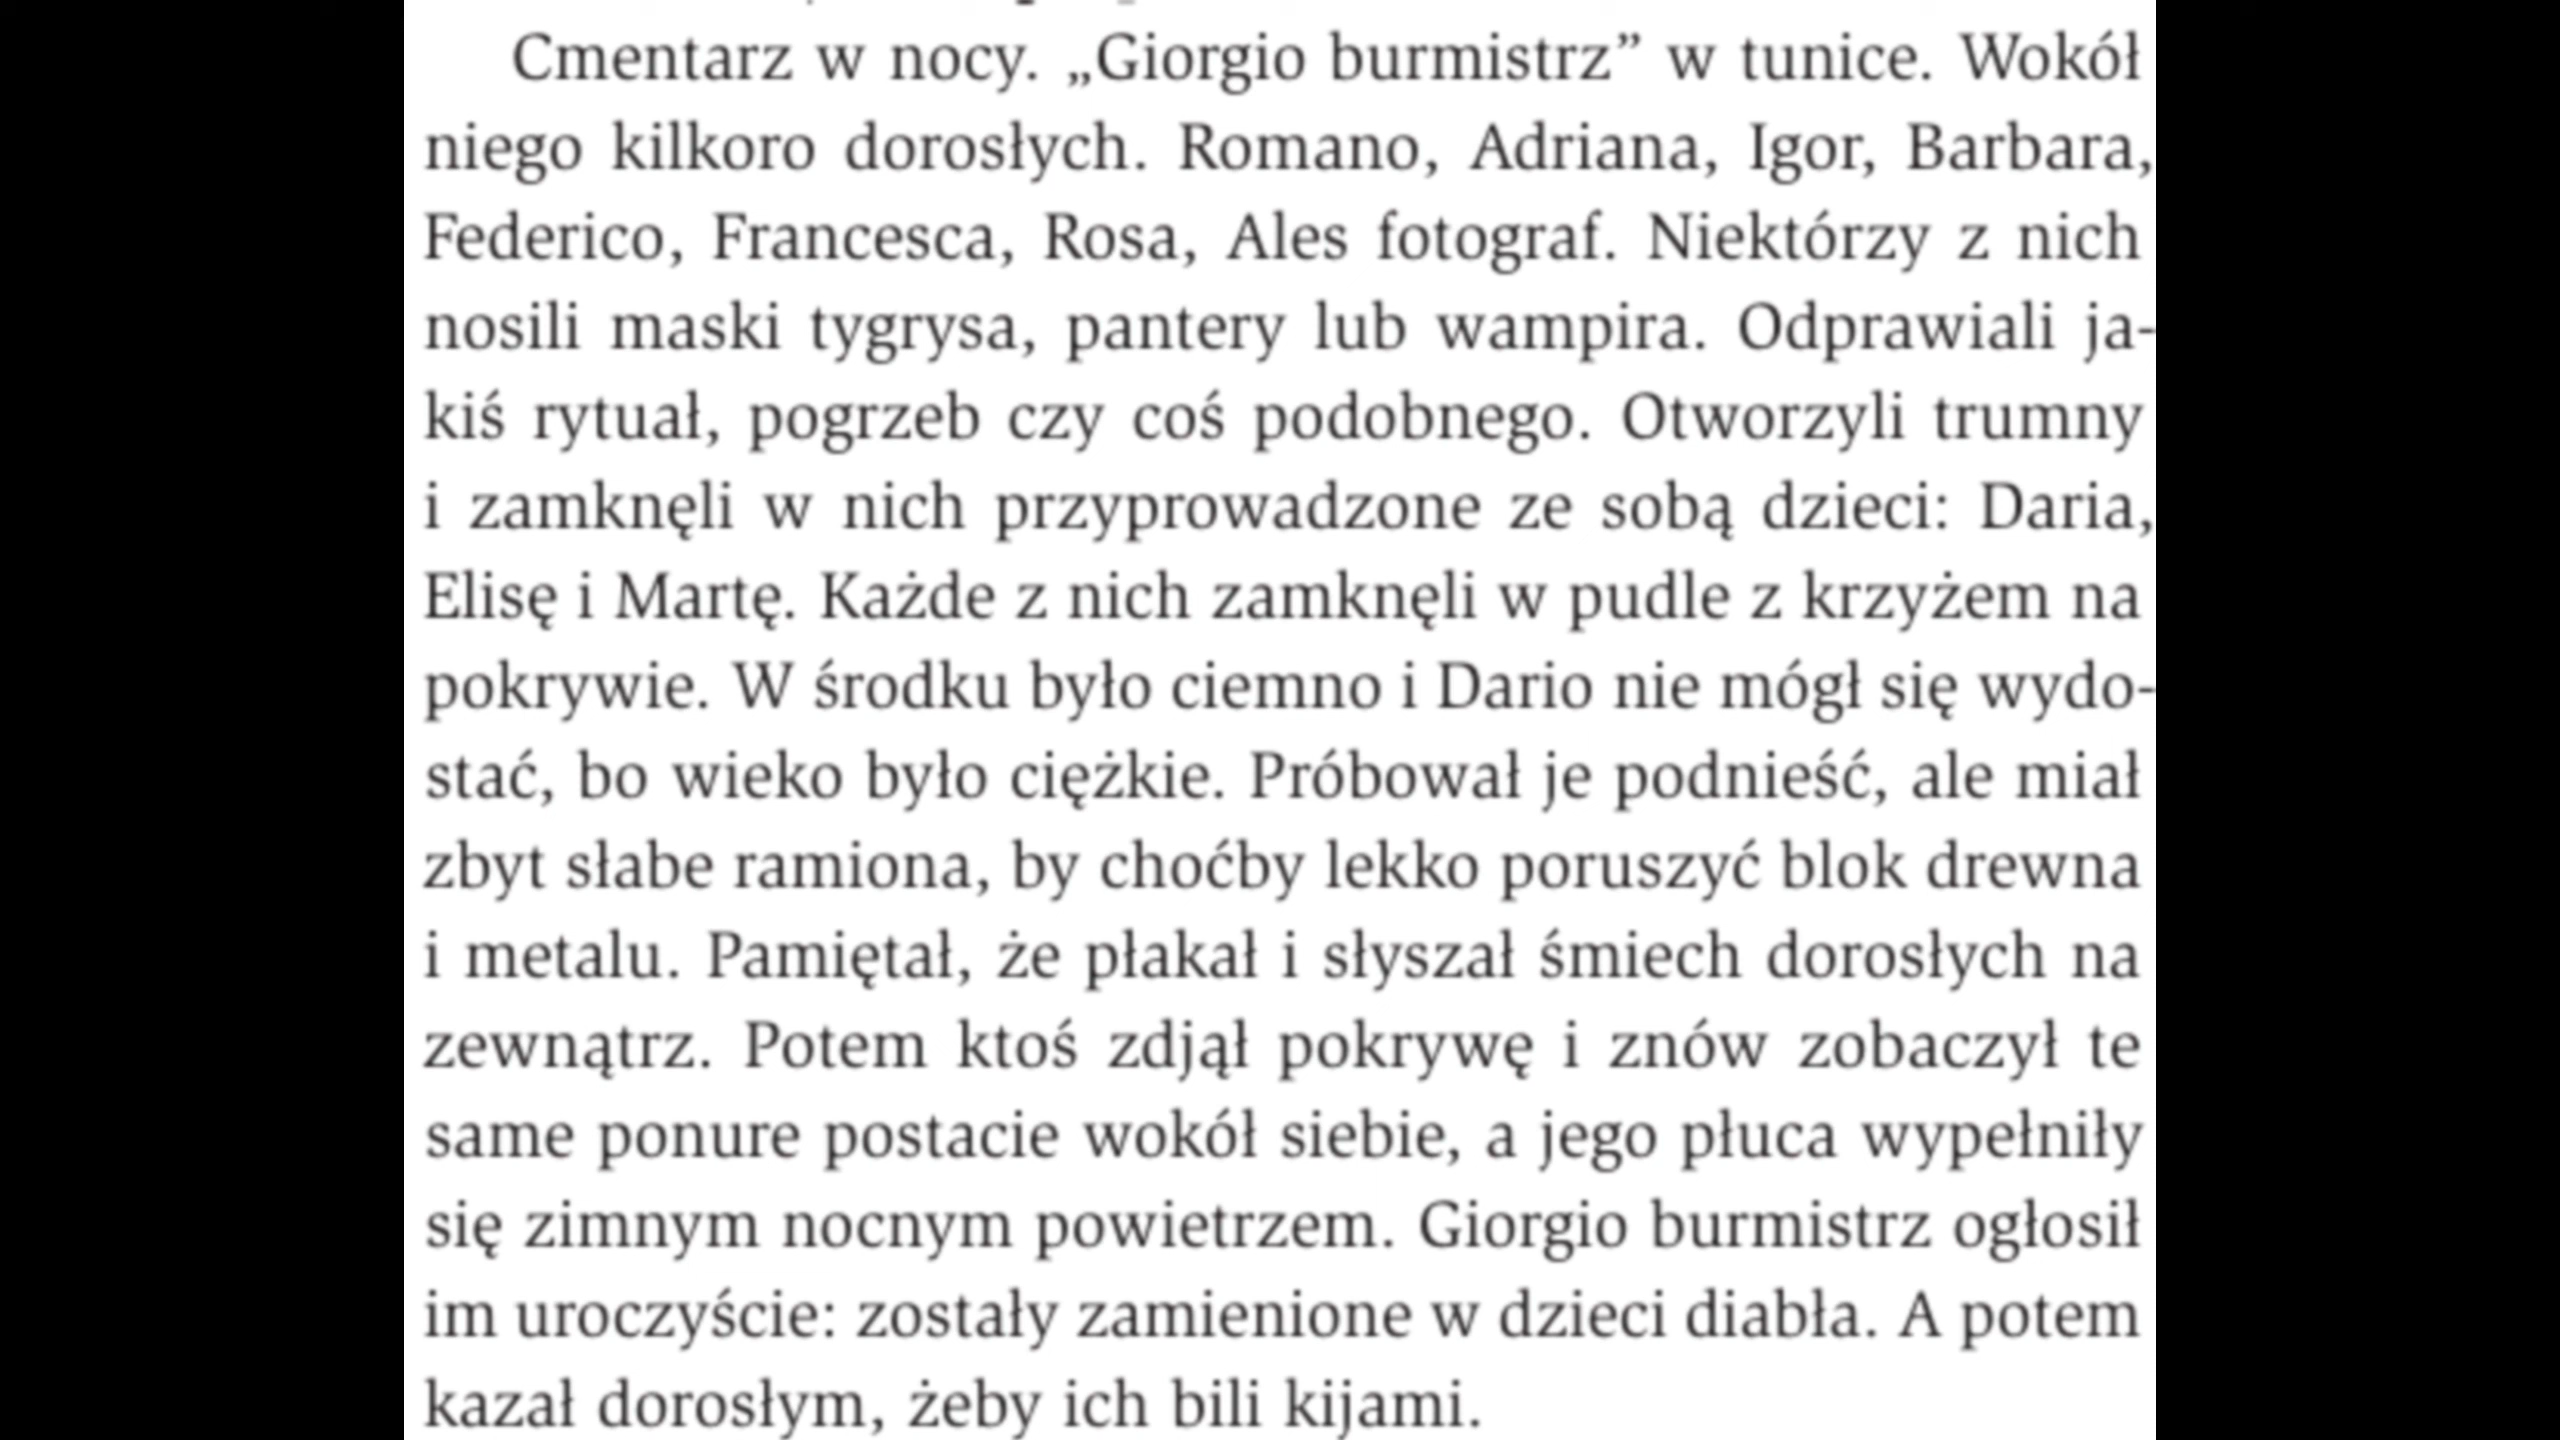 Cmentarz w nocy. „Giorgio burmistrz” w tunice. Wokół
niego kilkoro dorosłych. Romano, Adriana, Igor, Barbara,
Federico, Francesca, Rosa, Ales fotograf. Niektórzy z nich
nosili maski tygrysa, pantery lub wampira. Odprawiali ja-
kiś rytuał, pogrzeb czy coś podobnego. Otworzyli trumny
i zamknęli w nich przyprowadzone ze sobą dzieci: Daria,
Elisę i Martę. Każde z nich zamknęli w pudle z krzyżem na
pokrywie. W środku było ciemno i Dario nie mógł się wydo-
stać, bo wieko było ciężkie. Próbował je podnieść, ale miał
zbyt słabe ramiona, by choćby lekko poruszyć blok drewna
i metalu. Pamiętał, że płakał i słyszał śmiech dorosłych na
zewnątrz. Potem ktoś zdjął pokrywę i znów zobaczył te
same ponure postacie wokół siebie, a jego płuca wypełniły
się zimnym nocnym powietrzem. Giorgio burmistrz ogłosił
im uroczyście: zostały zamienione w dzieci diabła. A potem
kazał dorosłym, żeby ich bili kijami.